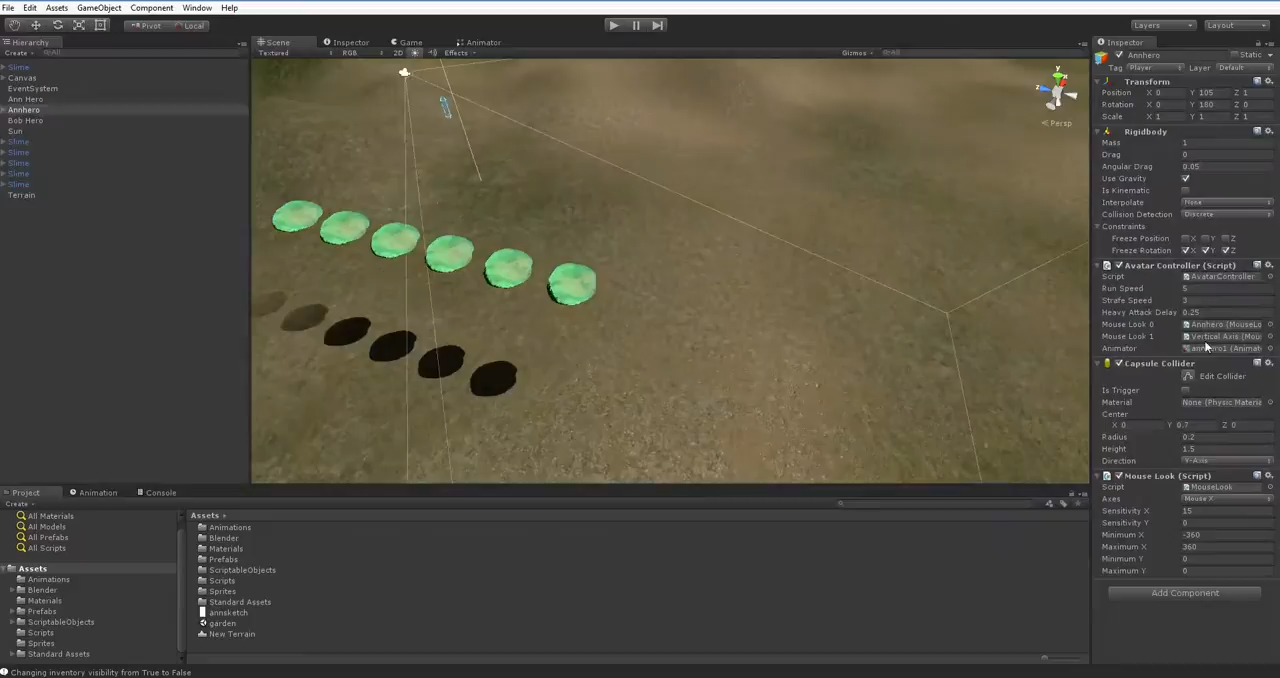 File Edit Assets GameObject Component Window Help
Pivot Local Layers Layout
Hierarchy
Create
Slime
Canvas
EventSystem
Ann Hero
Annhero
Bob Hero
Sun
Slime
Slime
Slime
Slime
Slime
Terrain
Scene Inspector Game Animator
Textured RGB 2D Effects Gizmos
y
x
z
Persp
Inspector
Annhero Static
Tag Player Layer Default
Transform
Position X 0 Y 105 Z 1
Rotation X 0 Y 180 Z 0
Scale X 1 Y 1 Z 1
Rigidbody
Mass 1
Drag 0
Angular Drag 0.05
Use Gravity
Is Kinematic
Interpolate None
Collision Detection Discrete
Constraints
Freeze Position X Y Z
Freeze Rotation X Y Z
Avatar Controller (Script)
Script AvatarController
Run Speed 5
Strafe Speed 3
Heavy Attack Delay 0.25
Mouse Look 0 Annhero (MouseLo
Mouse Look 1 Vertical Axis (Mou
Animator (Animat
Capsule Collider
Edit Collider
Is Trigger
Material None (Physic Materia
Center
X 0 Y 0.7 Z 0
Radius 0.2
Height 1.5
Direction Y-Axis
Mouse Look (Script)
Script MouseLook
Axes Mouse X
Sensitivity X 15
Sensitivity Y 0
Minimum X -360
Maximum X 360
Minimum Y 0
Maximum Y 0
Add Component
Project Animation Console
Create
All Materials
All Models
All Prefabs
All Scripts
Assets
Animations
Blender
Materials
Prefabs
ScriptableObjects
Scripts
Sprites
Standard Assets
Assets
Animations
Blender
Materials
Prefabs
ScriptableObjects
Scripts
Sprites
Standard Assets
annsketch
garden
New Terrain
Changing inventory visibility from True to False